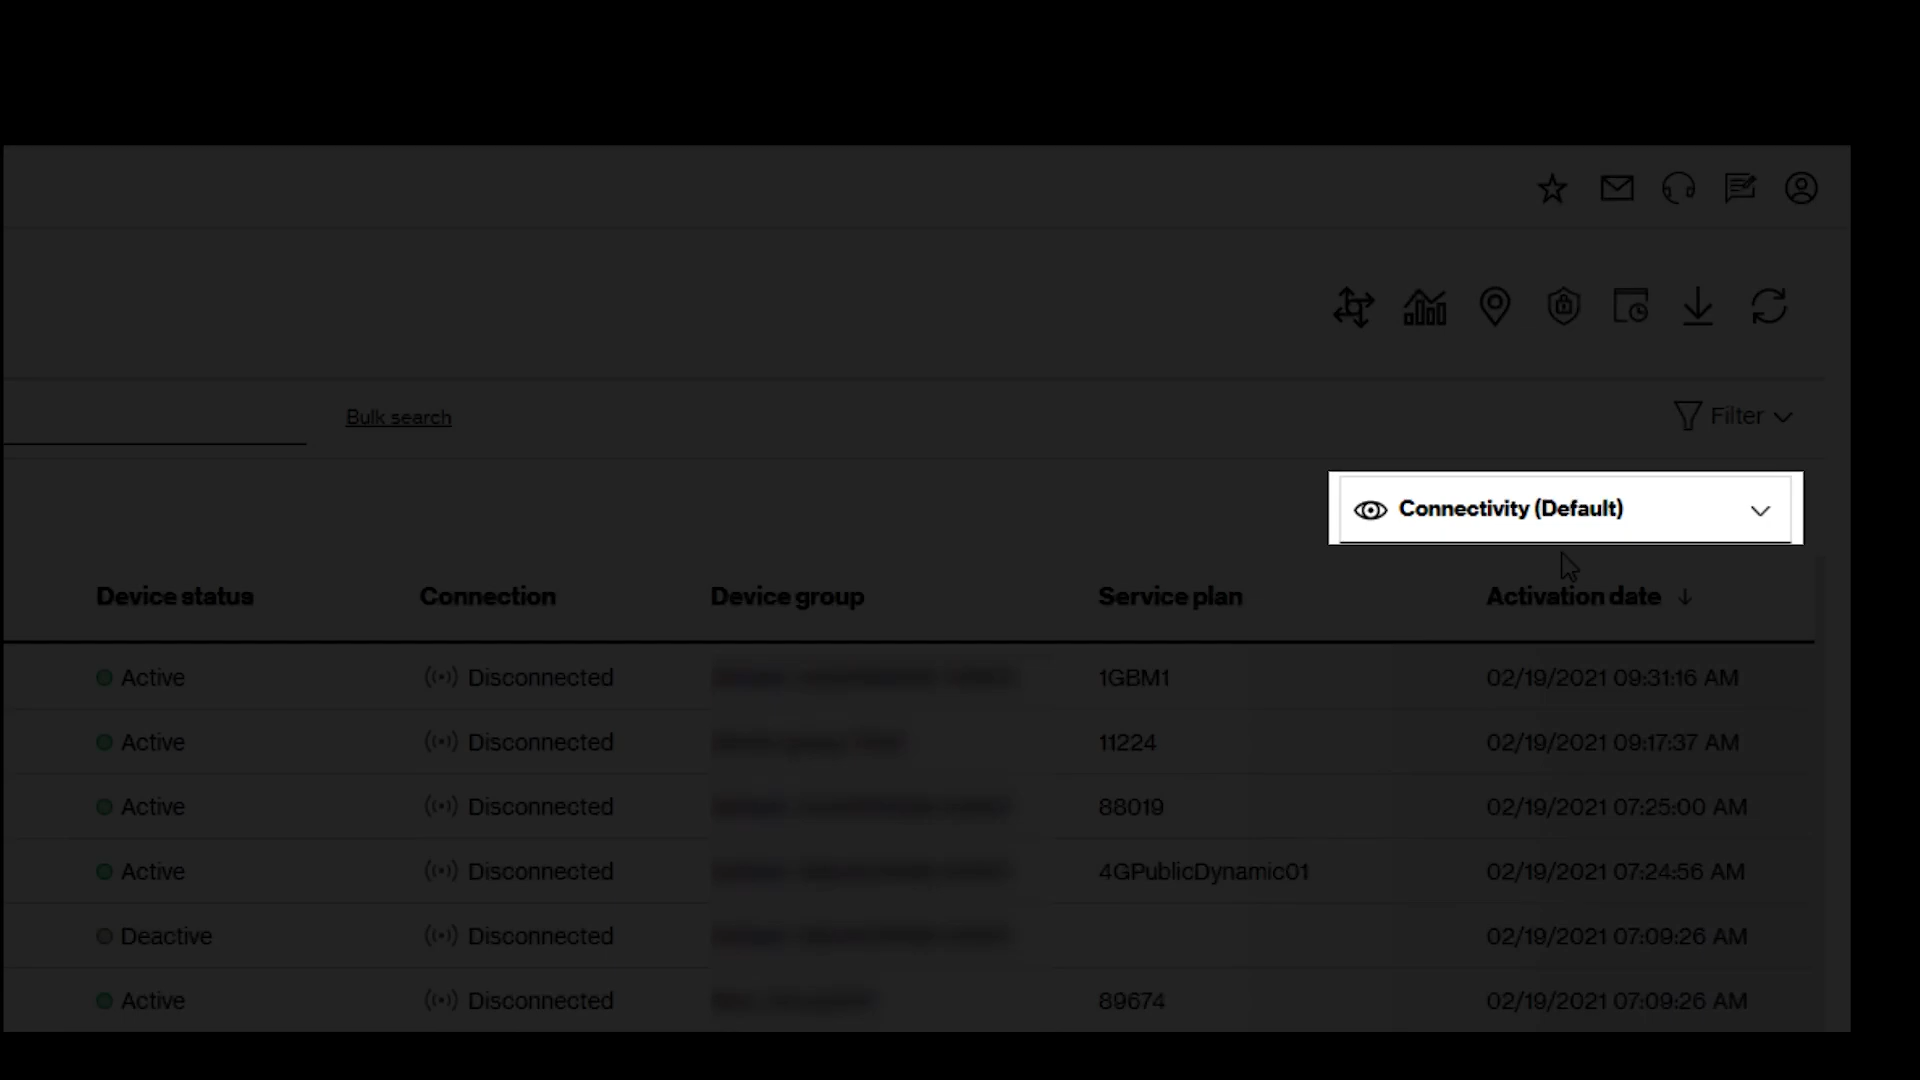 Bulk search
Filter
Connectivity (Default)
Device status Connection Device group Service plan Activation date
Active Disconnected 1GBM1 02/19/2021 09:31:16 AM
Active Disconnected 11224 02/19/2021 09:17:37 AM
Active Disconnected 88019 02/19/2021 07:25:00 AM
Active Disconnected 4GPublicDynamic01 02/19/2021 07:24:56 AM
Deactive Disconnected 02/19/2021 07:09:26 AM
Active Disconnected 89674 02/19/2021 07:09:26 AM